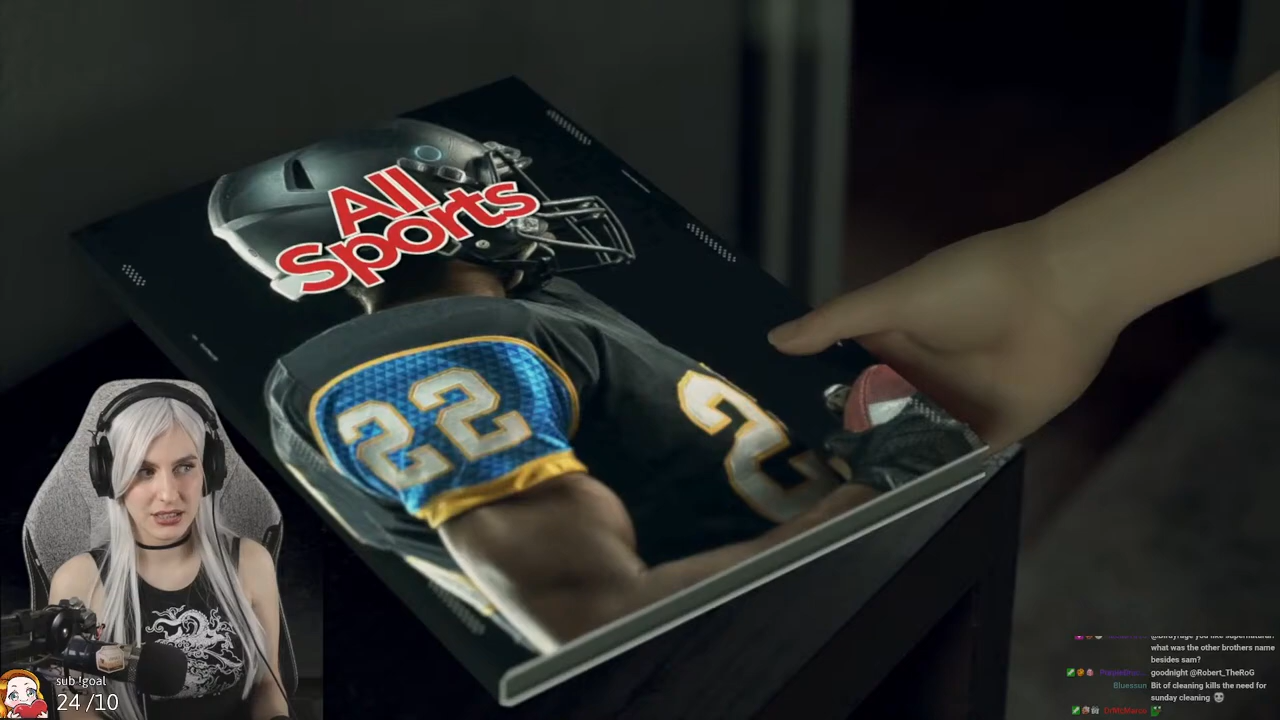 All
Sports
22
2
sub !goal
24 /10
what was the other brothers name
besides sam?
goodnight @Robert_TheRoG
Bluessun Bit of cleaning kills the need for
sunday cleaning